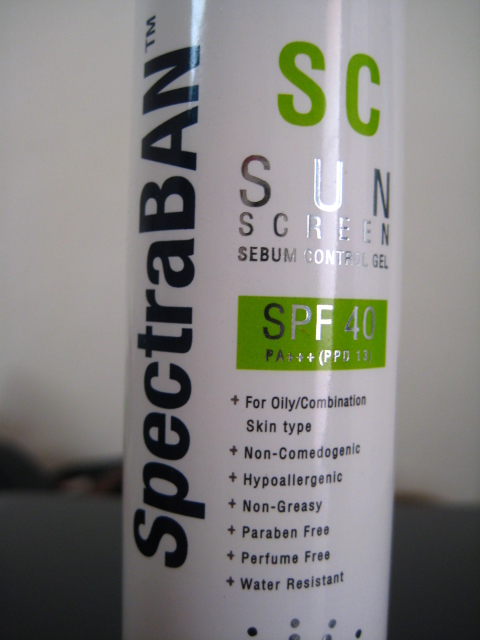 SpectraBAN™
SC
SUN
SCREEN
SEBUM CONTROL GEL
SPF 40
PA+++ (PPD 13)
+ For Oily/Combination
Skin type
+ Non-Comedogenic
+ Hypoallergenic
+ Non-Greasy
+ Paraben Free
+ Perfume Free
+ Water Resistant